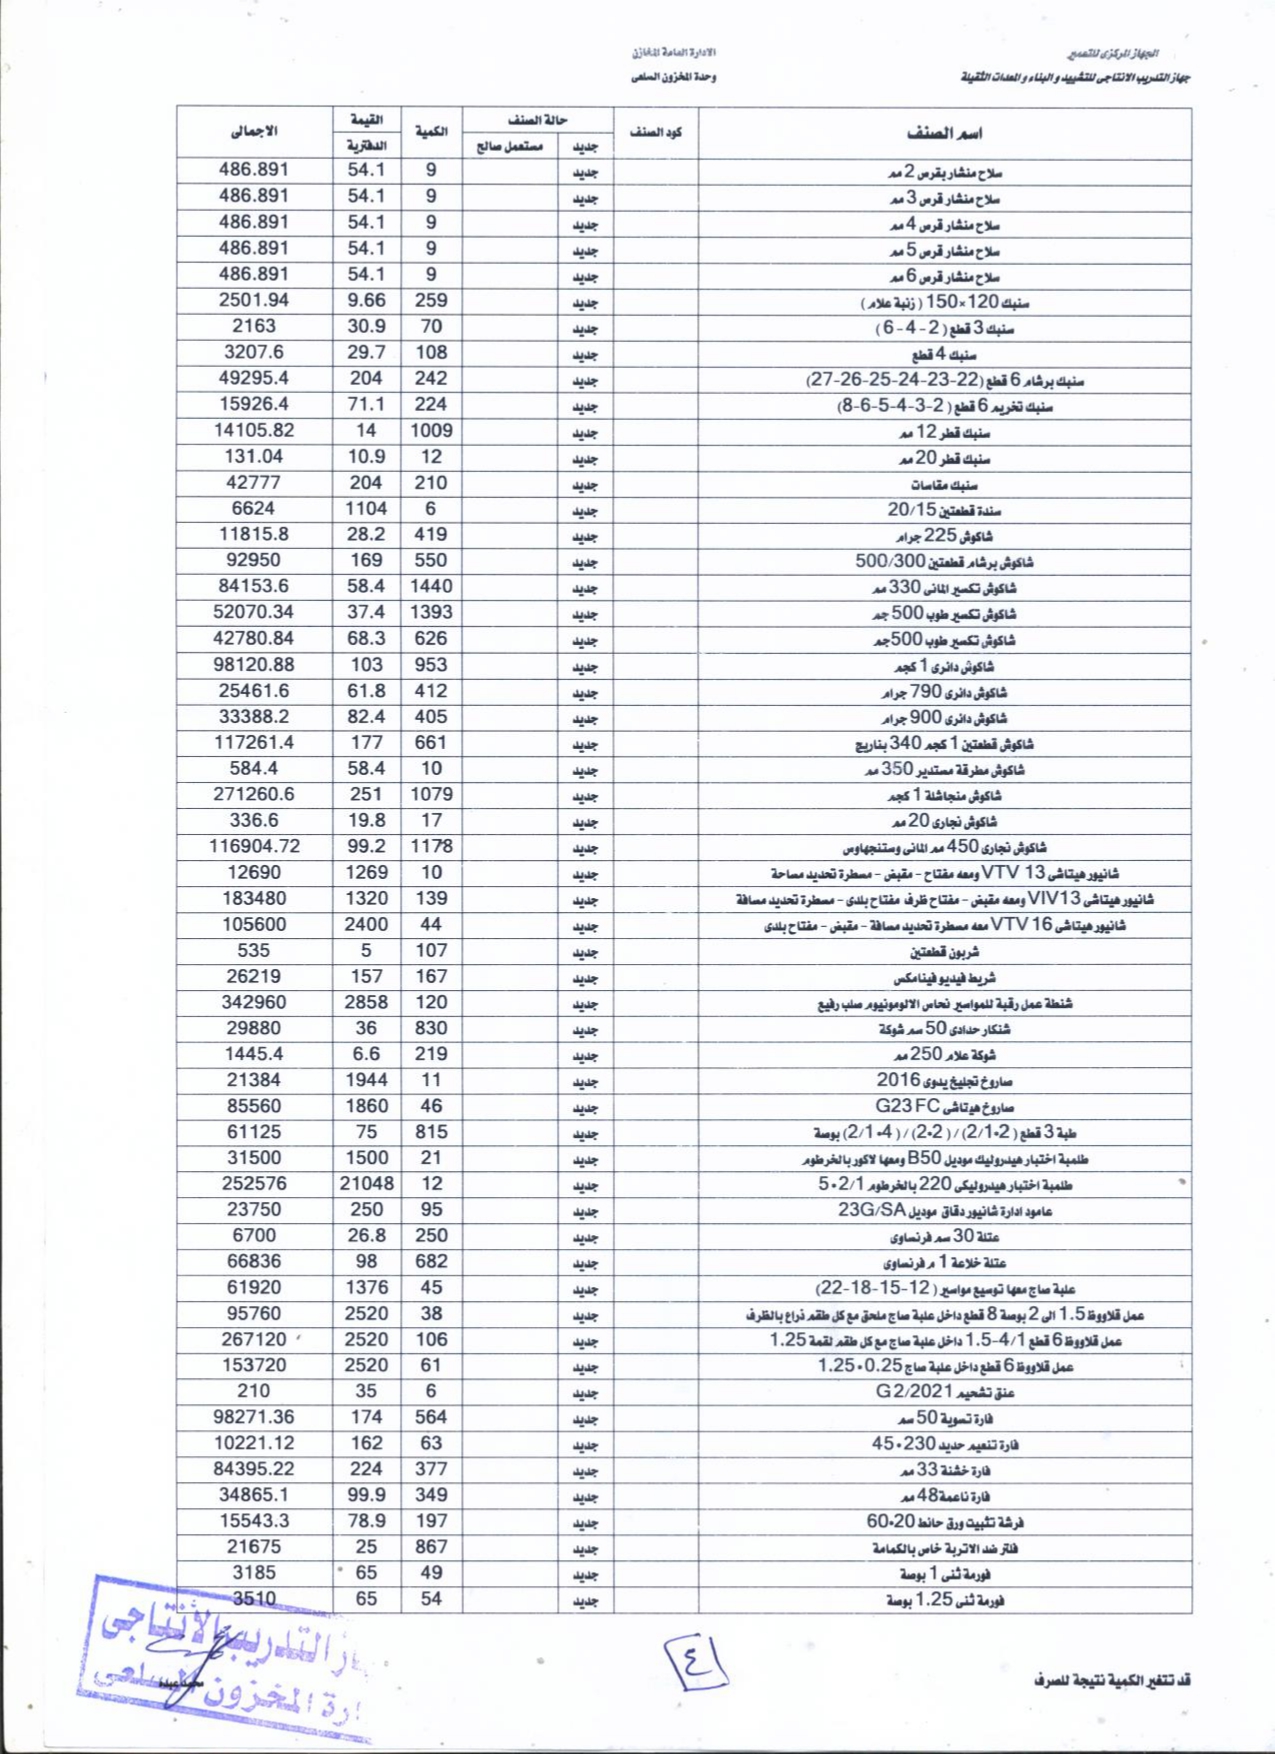 الجهاز المركزى للتعمير
الادارة العامة للمخازن
جهاز التدريب الانتاجى للتشييد والبناء والمعدات الثقيلة
وحدة المخزون السلعى
اسم الصنف كود الصنف حالة الصنف الكمية القيمة الاجمالى
جديد مستعمل صالح الدفترية
سلاح منشار بقرص 2 مم جديد 9 54.1 486.891
سلاح منشار قرص 3 مم جديد 9 54.1 486.891
سلاح منشار قرص 4 مم جديد 9 54.1 486.891
سلاح منشار قرص 5 مم جديد 9 54.1 486.891
سلاح منشار قرص 6 مم جديد 9 54.1 486.891
سنبك 120×150 (زنبة علام) جديد 259 9.66 2501.94
سنبك 3 قطع (2-4-6) جديد 70 30.9 2163
سنبك 4 قطع جديد 108 29.7 3207.6
سنبك برشام 6 قطع (22-23-24-25-26-27) جديد 242 204 49295.4
سنبك تخريم 6 قطع (2-3-4-5-6-8) جديد 224 71.1 15926.4
سنبك قطر 12 مم جديد 1009 14 14105.82
سنبك قطر 20 مم جديد 12 10.9 131.04
سنبك مقاسات جديد 210 204 42777
سندة قطعتين 20/15 جديد 6 1104 6624
شاكوش 225 جرام جديد 419 28.2 11815.8
شاكوش برشام قطعتين 500/300 جديد 550 169 92950
شاكوش تكسير المانى 330 مم جديد 1440 58.4 84153.6
شاكوش تكسير طوب 500 جم جديد 1393 37.4 52070.34
شاكوش تكسير طوب 500جم جديد 626 68.3 42780.84
شاكوش دائرى 1 كجم جديد 953 103 98120.88
شاكوش دائرى 790 جرام جديد 412 61.8 25461.6
شاكوش دائرى 900 جرام جديد 405 82.4 33388.2
شاكوش قطعتين 1 كجم 340 بناريج جديد 661 177 117261.4
شاكوش مطرقة مستدير 350 مم جديد 10 58.4 584.4
شاكوش منجاشلة 1 كجم جديد 1079 251 271260.6
شاكوش نجارى 20 مم جديد 17 19.8 336.6
شاكوش نجارى 450 مم المانى وستنجهاوس جديد 1178 99.2 116904.72
شانيور هيتاشى VTV 13 ومعه مفتاح - مقبض - مسطرة تحديد مساحة جديد 10 1269 12690
شانيور هيتاشى VIV13 ومعه مقبض - مفتاح ظرف مفتاح بلدى - مسطرة تحديد مسافة جديد 139 1320 183480
شانيور هيتاشى VTV 16 معه مسطرة تحديد مسافة - مقبض - مفتاح بلدى جديد 44 2400 105600
شربون قطعتين جديد 107 5 535
شريط فيديو فينامكس جديد 167 157 26219
شنطة عمل رقبة للمواسير نحاس الالومونيوم صلب رفيع جديد 120 2858 342960
شنكار حدادى 50 سم شوكة جديد 830 36 29880
شوكة علام 250 مم جديد 219 6.6 1445.4
صاروخ تجليخ يدوى 2016 جديد 11 1944 21384
صاروخ هيتاشى G23 FC جديد 46 1860 85560
طبة 3 قطع (2•2/1) / (2•2) / (4•2/1) بوصة جديد 815 75 61125
طلمبة اختبار هيدروليك موديل B50 ومعها لاكور بالخرطوم جديد 21 1500 31500
طلمبة اختبار هيدروليكى 220 بالخرطوم 2/1•5 جديد 12 21048 252576
عامود ادارة شانيور دقاق موديل 23G/SA جديد 95 250 23750
عتلة 30 سم فرنساوى جديد 250 26.8 6700
عتلة خلاعة 1 م فرنساوى جديد 682 98 66836
علبة صاج معها توسيع مواسير (12-15-18-22) جديد 45 1376 61920
عمل قلاووظ 1.5 الى 2 بوصة 8 قطع داخل علبة صاج ملحق مع كل طقم ذراع بالظرف جديد 38 2520 95760
عمل قلاووظ 6 قطع 4/1-1.5 داخل علبة صاج مع كل طقم لقمة 1.25 جديد 106 2520 267120
عمل قلاووظ 6 قطع داخل علبة صاج 0.25•1.25 جديد 61 2520 153720
عنق تشحيم G2/2021 جديد 6 35 210
فارة تسوية 50 سم جديد 564 174 98271.36
فارة تنعيم حديد 230•45 جديد 63 162 10221.12
فارة خشنة 33 مم جديد 377 224 84395.22
فارة ناعمة 48 مم جديد 349 99.9 34865.1
فرشة تثبيت ورق حائط 20•60 جديد 197 78.9 15543.3
فلتر ضد الاتربة خاص بالكمامة جديد 867 25 21675
فورمة ثنى 1 بوصة جديد 49 65 3185
فورمة ثنى 1.25 بوصة جديد 54 65 3510
قد تتغير الكمية نتيجة للصرف
٤
از التدريب الأنتاجى
ارة المخزون السلعى